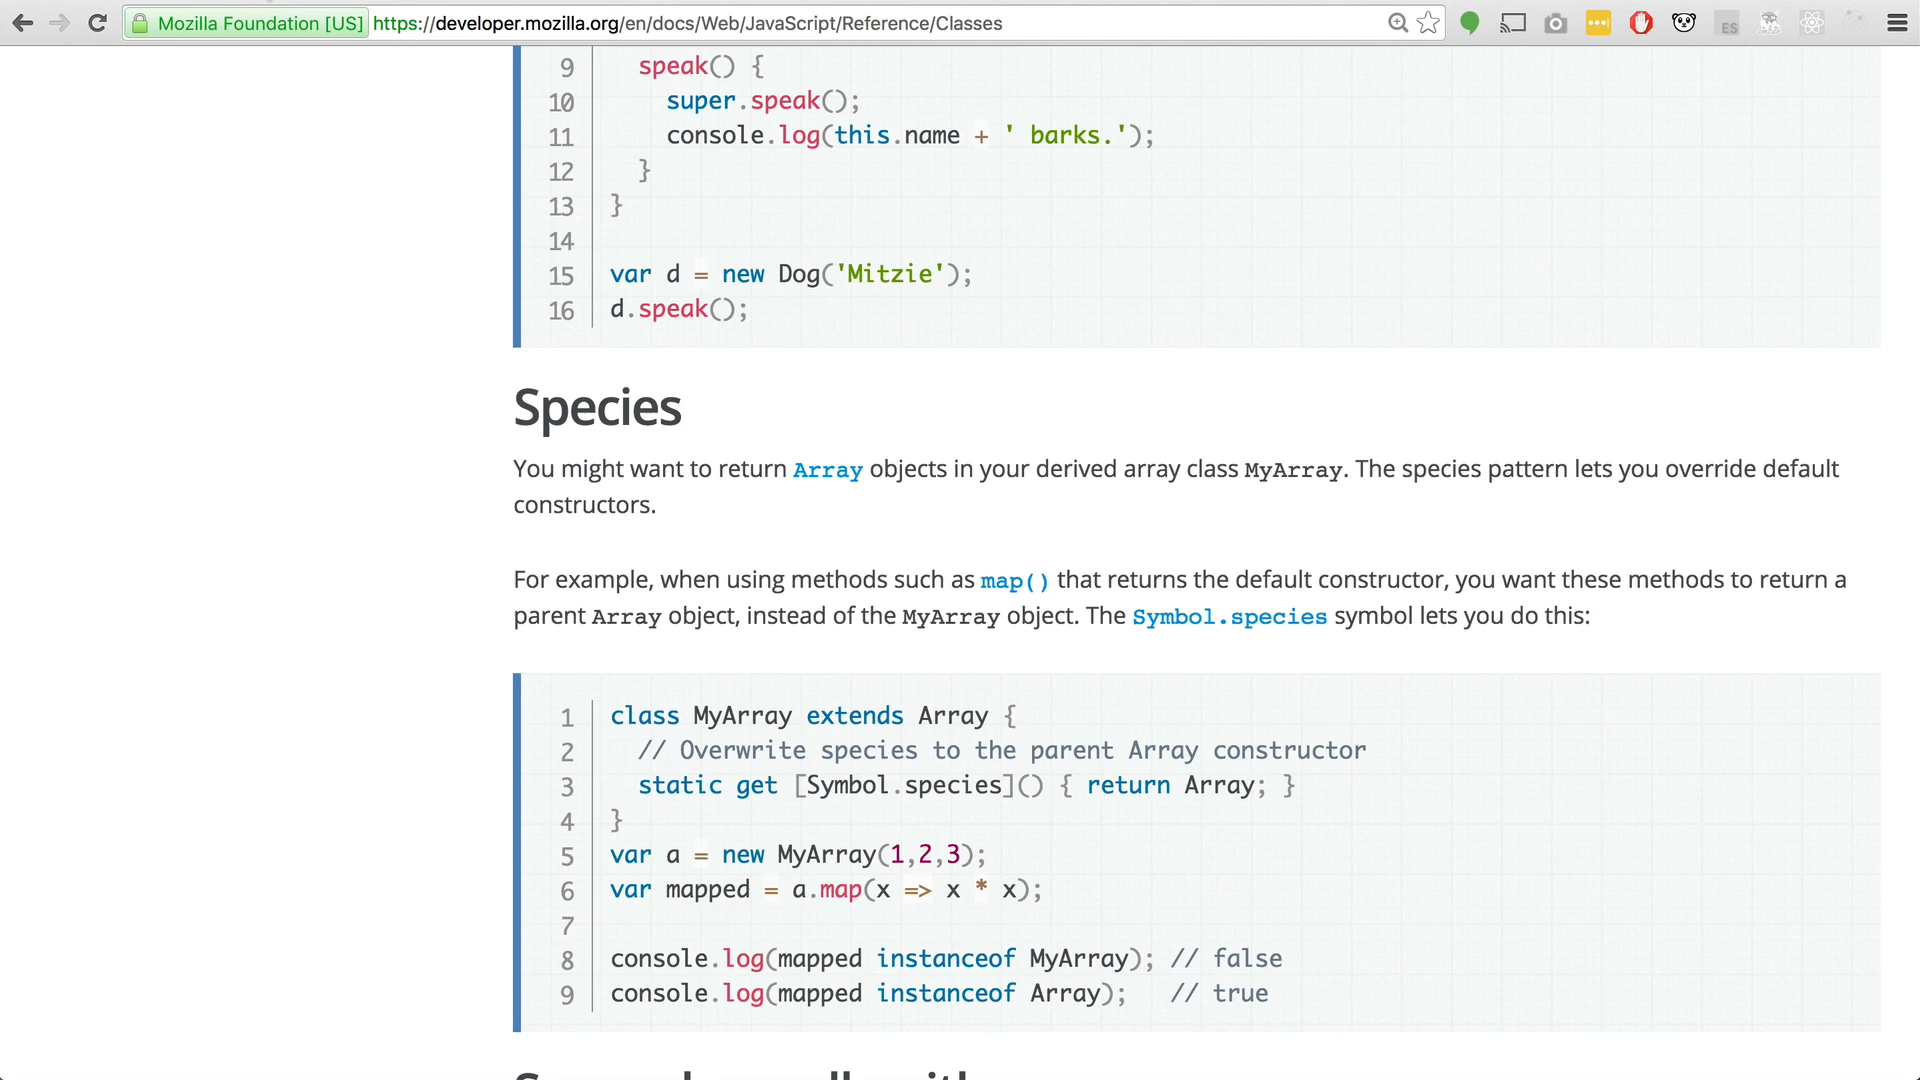 Mozilla Foundation [US] https://developer.mozilla.org/en/docs/Web/JavaScript/Reference/Classes
ES
9 speak() {
10 super.speak();
11 console.log(this.name + ' barks.');
12 }
13 }
14
15 var d = new Dog('Mitzie');
16 d.speak();
Species
You might want to return Array objects in your derived array class MyArray. The species pattern lets you override default
constructors.
For example, when using methods such as map() that returns the default constructor, you want these methods to return a
parent Array object, instead of the MyArray object. The Symbol.species symbol lets you do this:
1 class MyArray extends Array {
2 // Overwrite species to the parent Array constructor
3 static get [Symbol.species]() { return Array; }
4 }
5 var a = new MyArray(1,2,3);
6 var mapped = a.map(x => x * x);
7
8 console.log(mapped instanceof MyArray); // false
9 console.log(mapped instanceof Array); // true